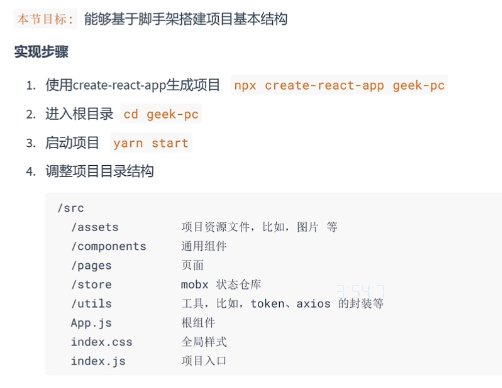 本节目标： 能够基于脚手架搭建项目基本结构
实现步骤
1. 使用create-react-app生成项目 npx create-react-app geek-pc
2. 进入根目录 cd geek-pc
3. 启动项目 yarn start
4. 调整项目目录结构
/src
/assets 项目资源文件，比如，图片 等
/components 通用组件
/pages 页面
/store mobx 状态仓库
/utils 工具，比如，token、axios 的封装等
App.js 根组件
index.css 全局样式
index.js 项目入口